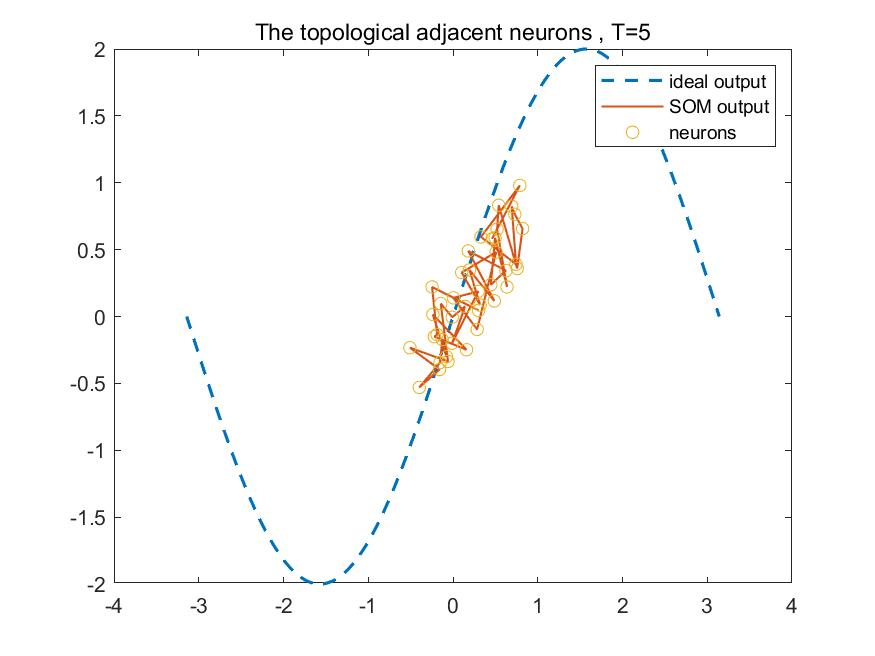 The topological adjacent neurons , T=5
ideal output
SOM output
neurons
2
1.5
1
0.5
0
-0.5
-1
-1.5
-2
-4 -3 -2 -1 0 1 2 3 4